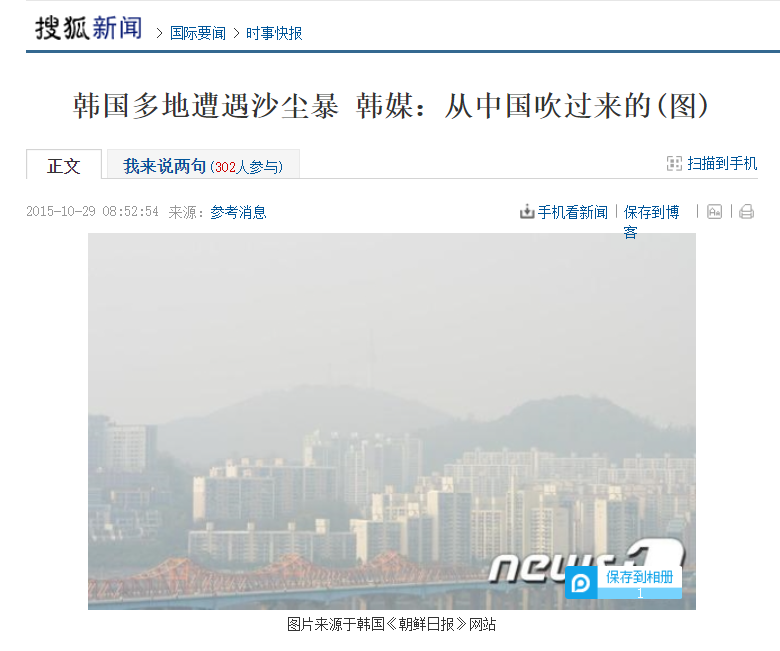 搜狐新闻 > 国际要闻 > 时事快报
韩国多地遭遇沙尘暴 韩媒：从中国吹过来的(图)
正文 我来说两句(302人参与) 扫描到手机
2015-10-29 08:52:54 来源：参考消息 手机看新闻 保存到博客
news1
保存到相册
1
图片来源于韩国《朝鲜日报》网站